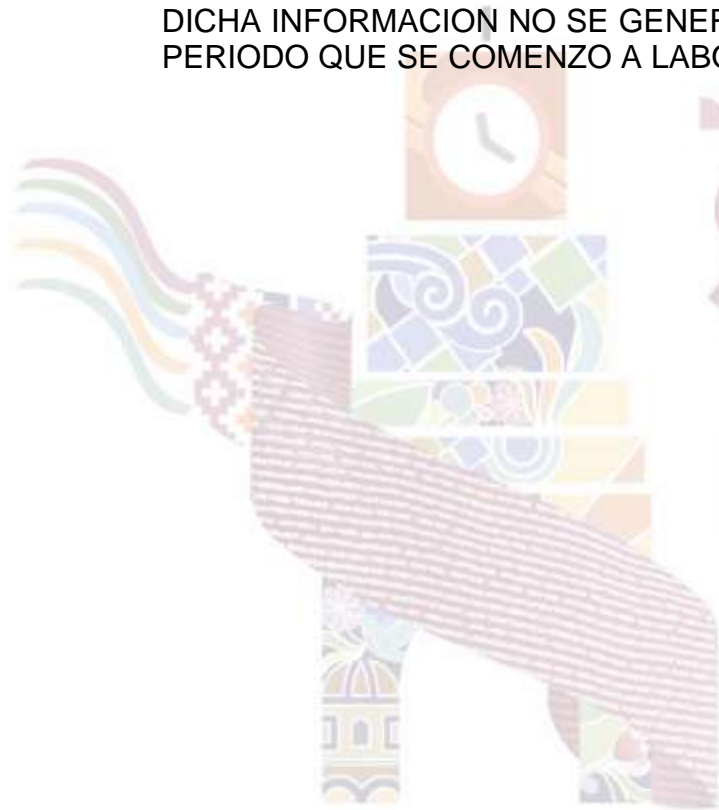 DICHA INFORMACION NO SE GENER
PERIODO QUE SE COMENZO A LABO